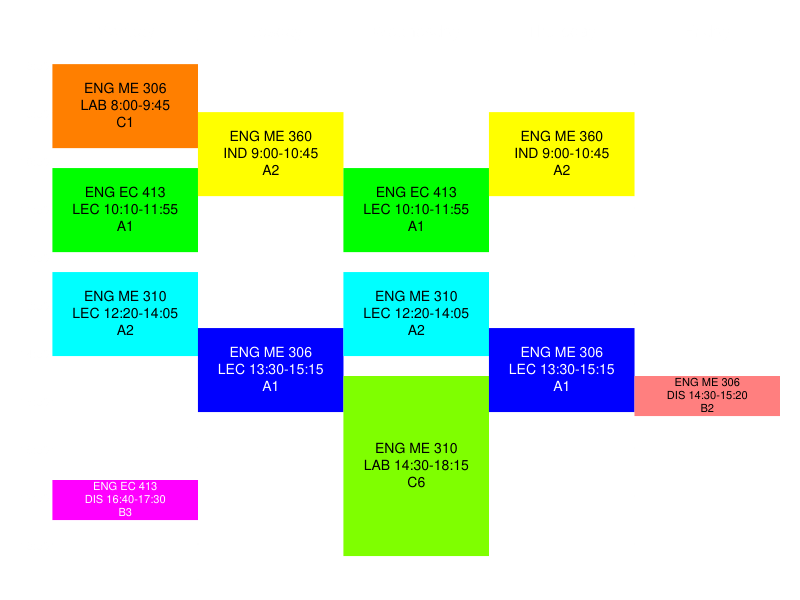 ENG ME 306
LAB 8:00-9:45
C1
ENG EC 413
LEC 10:10-11:55
A1
ENG ME 310
LEC 12:20-14:05
A2
ENG EC 413
DIS 16:40-17:30
B3
ENG ME 360
IND 9:00-10:45
A2
ENG ME 306
LEC 13:30-15:15
A1
ENG EC 413
LEC 10:10-11:55
A1
ENG ME 310
LEC 12:20-14:05
A2
ENG ME 310
LAB 14:30-18:15
C6
ENG ME 360
IND 9:00-10:45
A2
ENG ME 306
LEC 13:30-15:15
A1
ENG ME 306
DIS 14:30-15:20
B2